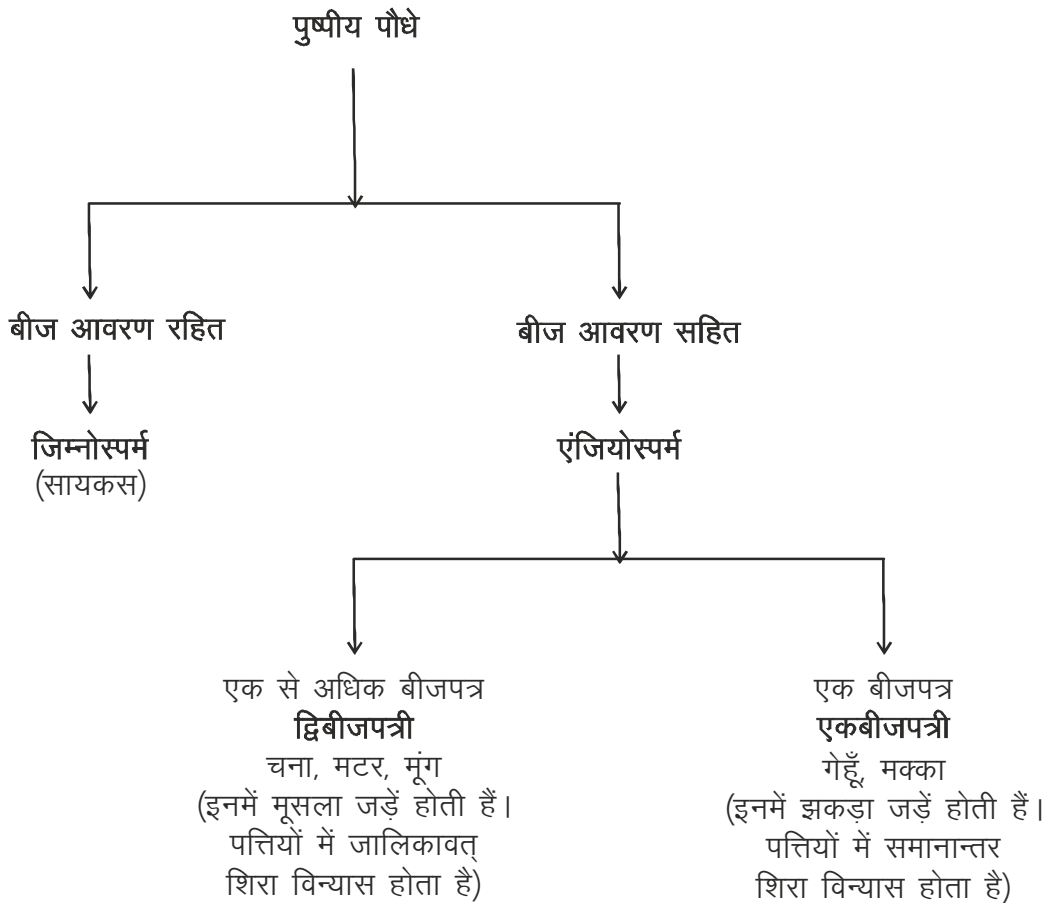 पुष्पीय पौधे
बीज आवरण रहित
बीज आवरण सहित
जिम्नोस्पर्म
(सायकस)
एंजियोस्पर्म
एक से अधिक बीजपत्र
द्विबीजपत्री
चना, मटर, मूंग
(इनमें मूसला जड़ें होती हैं।
पत्तियों में जालिकावत्
शिरा विन्यास होता है)
एक बीजपत्र
एकबीजपत्री
गेहूँ, मक्का
(इनमें झकड़ा जड़ें होती हैं।
पत्तियों में समानान्तर
शिरा विन्यास होता है)